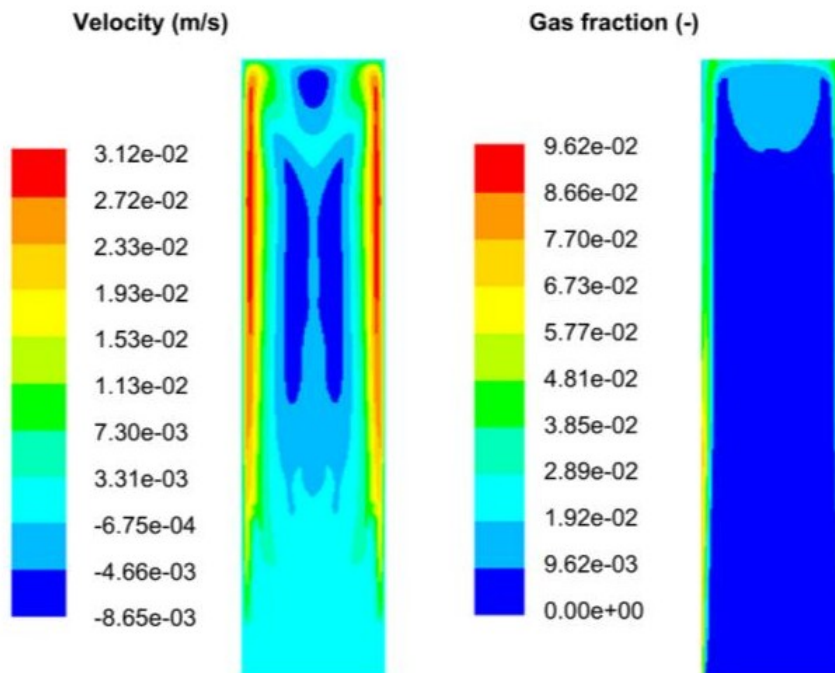 Velocity (m/s)
Gas fraction (-)
3.12e-02
2.72e-02
2.33e-02
1.93e-02
1.53e-02
1.13e-02
7.30e-03
3.31e-03
-6.75e-04
-4.66e-03
-8.65e-03
9.62e-02
8.66e-02
7.70e-02
6.73e-02
5.77e-02
4.81e-02
3.85e-02
2.89e-02
1.92e-02
9.62e-03
0.00e+00